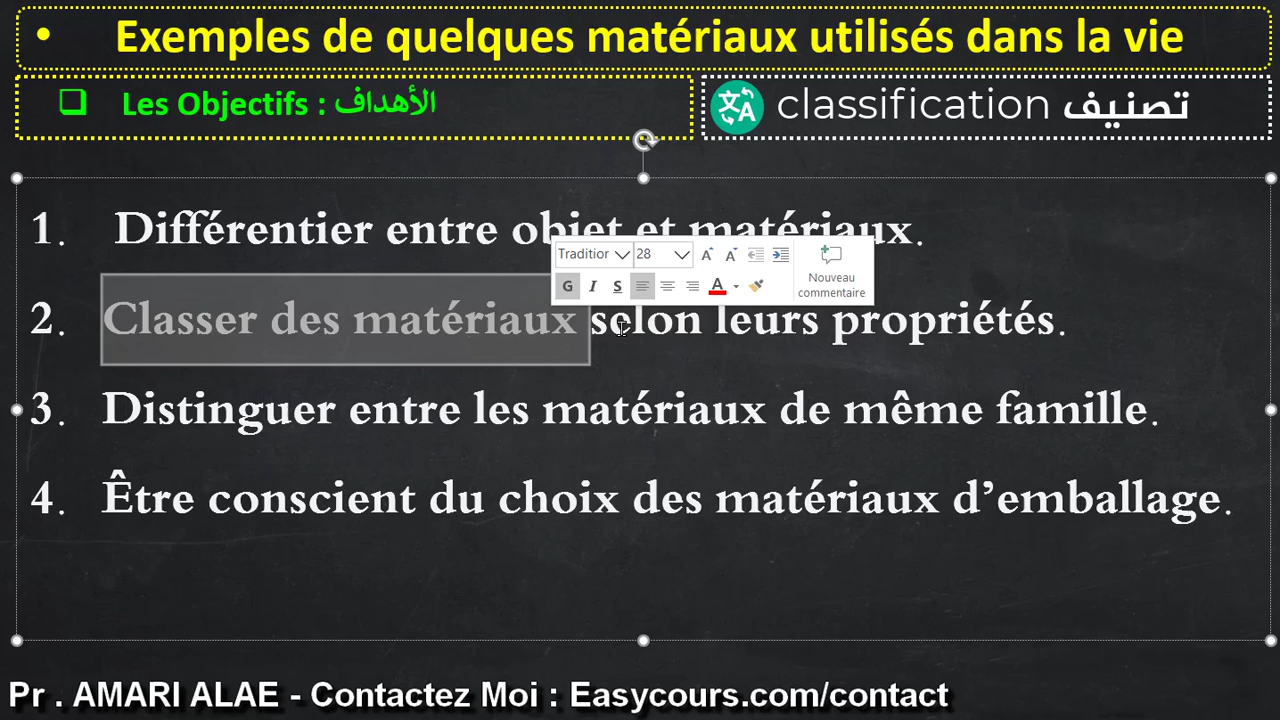 • Exemples de quelques matériaux utilisés dans la vie
❑ Les Objectifs : الأهداف
classification تصنيف
1. Différentier entre objet et matériaux.
Tradition 28
G I S A
Nouveau
commentaire
2. Classer des matériaux selon leurs propriétés.
3. Distinguer entre les matériaux de même famille.
4. Être conscient du choix des matériaux d’emballage.
Pr . AMARI ALAE - Contactez Moi : Easycours.com/contact